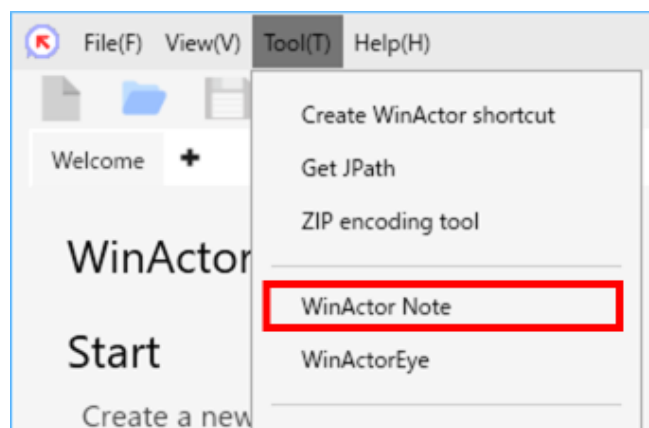 File(F) View(V) Tool(T) Help(H)
Create WinActor shortcut
Welcome +
Get JPath
ZIP encoding tool
WinActor
WinActor Note
Start
WinActorEye
Create a new